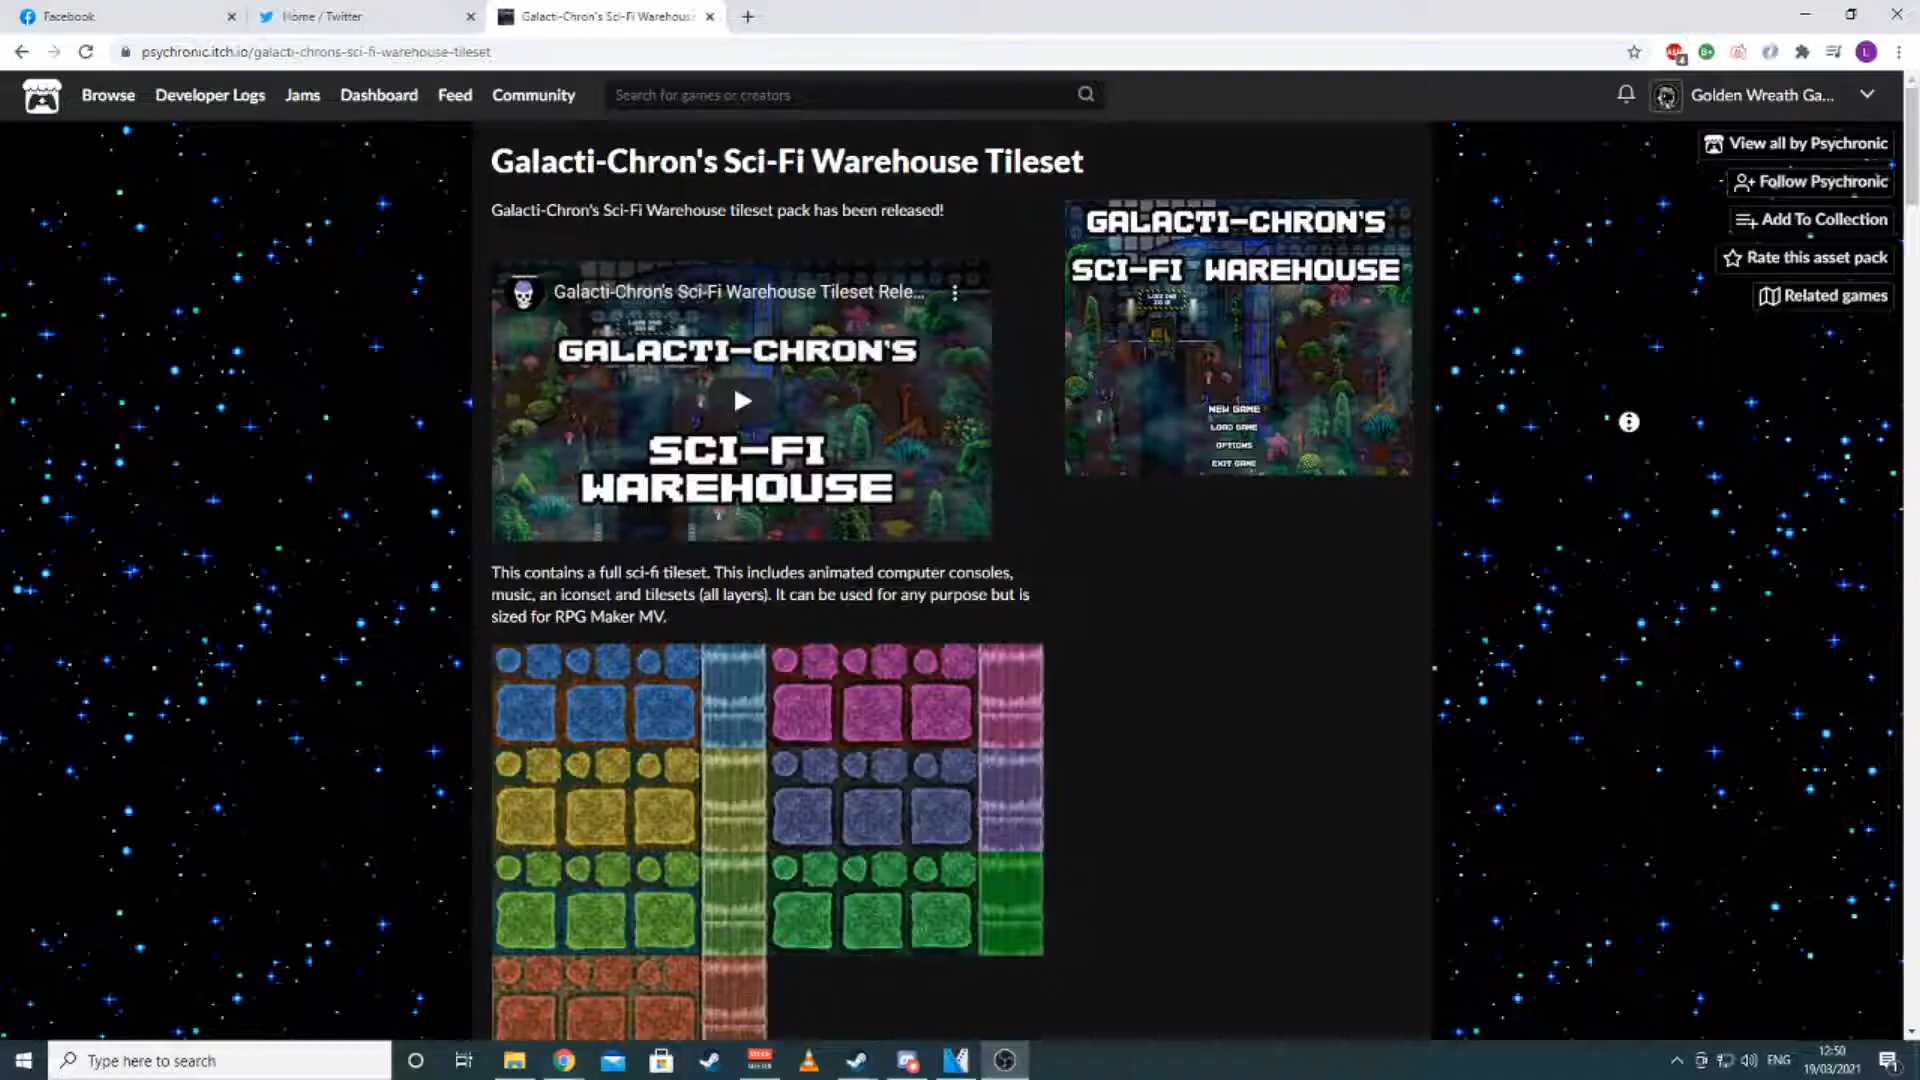 Facebook
Home / Twitter
Galacti-Chron's Sci-Fi Warehous
psychronic.itch.io/galacti-chrons-sci-fi-warehouse-tileset
Browse
Developer Logs
Jams
Dashboard
Feed
Community
Search for games or creators
Golden Wreath Ga...
Galacti-Chron's Sci-Fi Warehouse Tileset
View all by Psychronic
Follow Psychronic
Add To Collection
Rate this asset pack
Related games
Galacti-Chron's Sci-Fi Warehouse tileset pack has been released!
Galacti-Chron's Sci-Fi Warehouse Tileset Rele...
GALACTI-CHRON'S
SCI-FI
WAREHOUSE
GALACTI-CHRON'S
SCI-FI WAREHOUSE
NEW GAME
LOAD GAME
OPTIONS
EXIT GAME
This contains a full sci-fi tileset. This includes animated computer consoles,
music, an iconset and tilesets (all layers). It can be used for any purpose but is
sized for RPG Maker MV.
Type here to search
ENG
12:50
19/03/2021